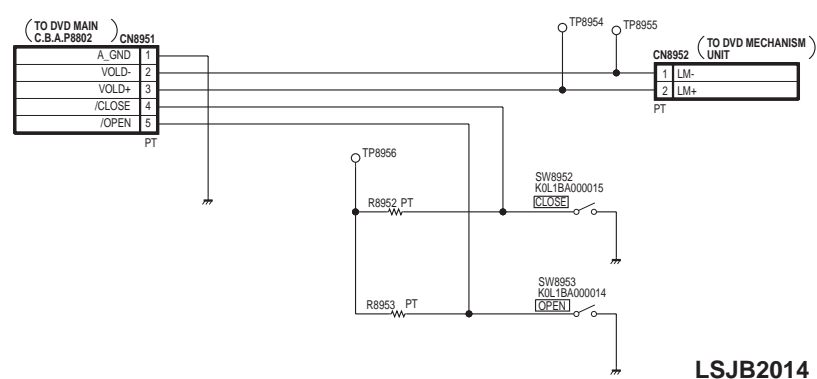 TO DVD MAIN
C.B.A.P8802
CN8951
A_GND 1
VOLD- 2
VOLD+ 3
/CLOSE 4
/OPEN 5
PT
TP8954
TP8955
CN8952
TO DVD MECHANISM
UNIT
1 LM-
2 LM+
PT
TP8956
R8952 PT
SW8952
K0L1BA000015
CLOSE
R8953 PT
SW8953
K0L1BA000014
OPEN
LSJB2014